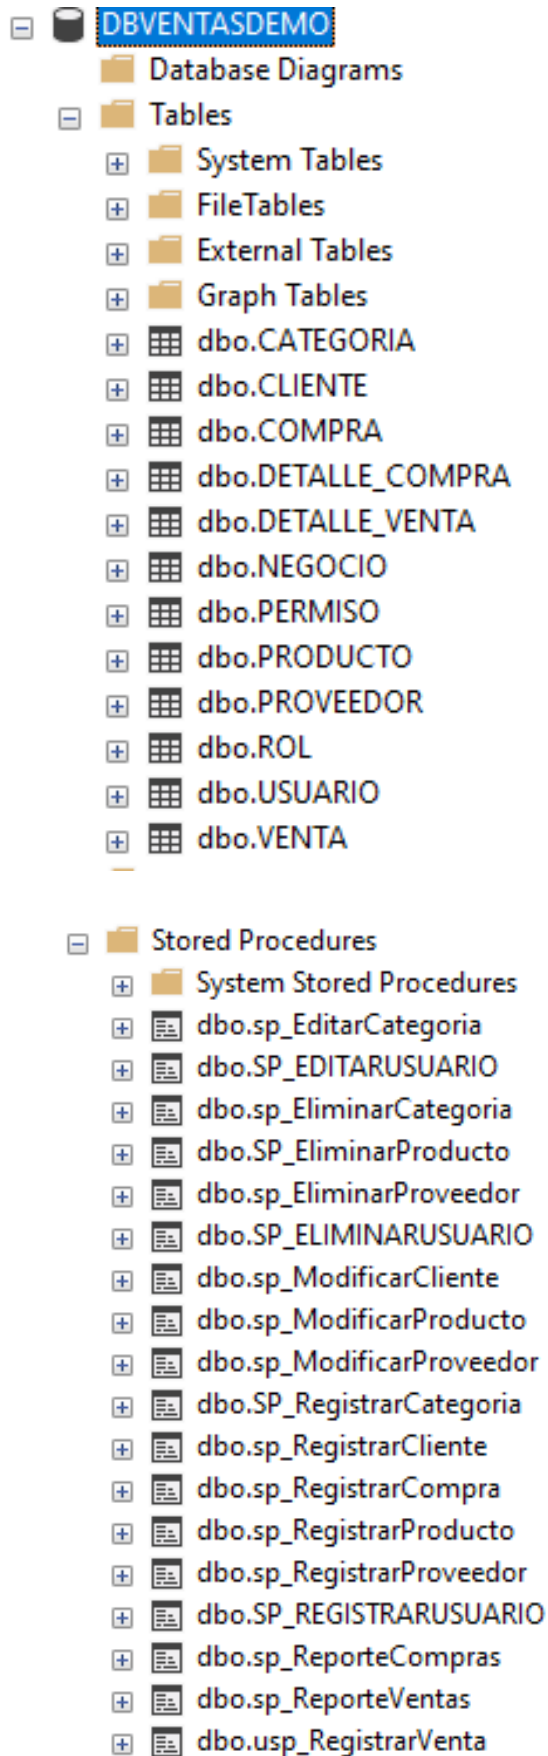 DBVENTASDEMO
Database Diagrams
Tables
System Tables
FileTables
External Tables
Graph Tables
dbo.CATEGORIA
dbo.CLIENTE
dbo.COMPRA
dbo.DETALLE_COMPRA
dbo.DETALLE_VENTA
dbo.NEGOCIO
dbo.PERMISO
dbo.PRODUCTO
dbo.PROVEEDOR
dbo.ROL
dbo.USUARIO
dbo.VENTA
Stored Procedures
System Stored Procedures
dbo.sp_EditarCategoria
dbo.SP_EDITARUSUARIO
dbo.sp_EliminarCategoria
dbo.SP_EliminarProducto
dbo.sp_EliminarProveedor
dbo.SP_ELIMINARUSUARIO
dbo.sp_ModificarCliente
dbo.sp_ModificarProducto
dbo.sp_ModificarProveedor
dbo.SP_RegistrarCategoria
dbo.sp_RegistrarCliente
dbo.sp_RegistrarCompra
dbo.sp_RegistrarProducto
dbo.sp_RegistrarProveedor
dbo.SP_REGISTRARUSUARIO
dbo.sp_ReporteCompras
dbo.sp_ReporteVentas
dbo.usp_RegistrarVenta